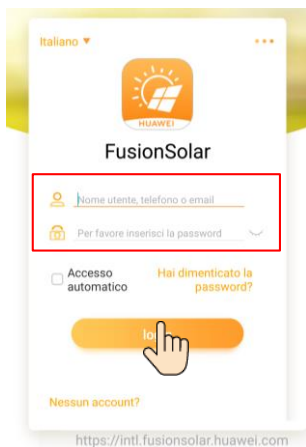 Italiano ▼
HUAWEI
FusionSolar
Nome utente, telefono o email
Per favore inserisci la password
Accesso automatico
Hai dimenticato la password?
Nessun account?
https://intl.fusionsolar.huawei.com